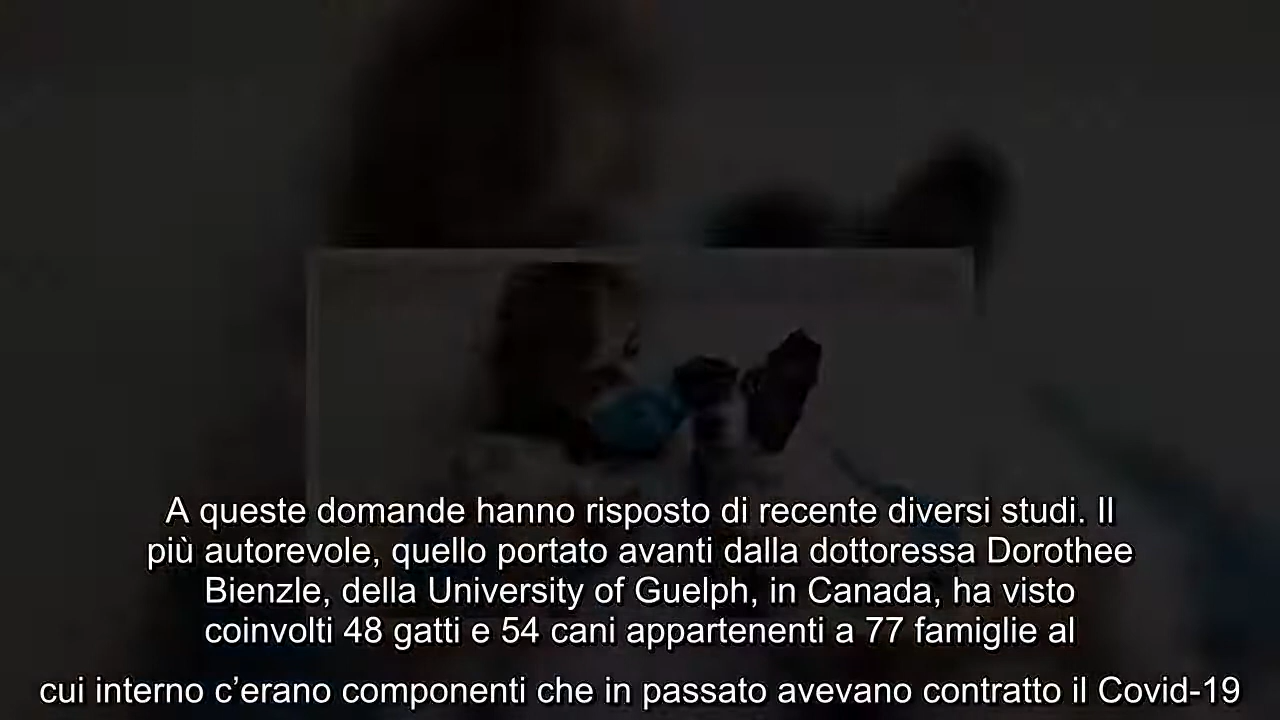 A queste domande hanno risposto di recente diversi studi. Il
più autorevole, quello portato avanti dalla dottoressa Dorothee
Bienzle, della University of Guelph, in Canada, ha visto
coinvolti 48 gatti e 54 cani appartenenti a 77 famiglie al
cui interno c’erano componenti che in passato avevano contratto il Covid-19